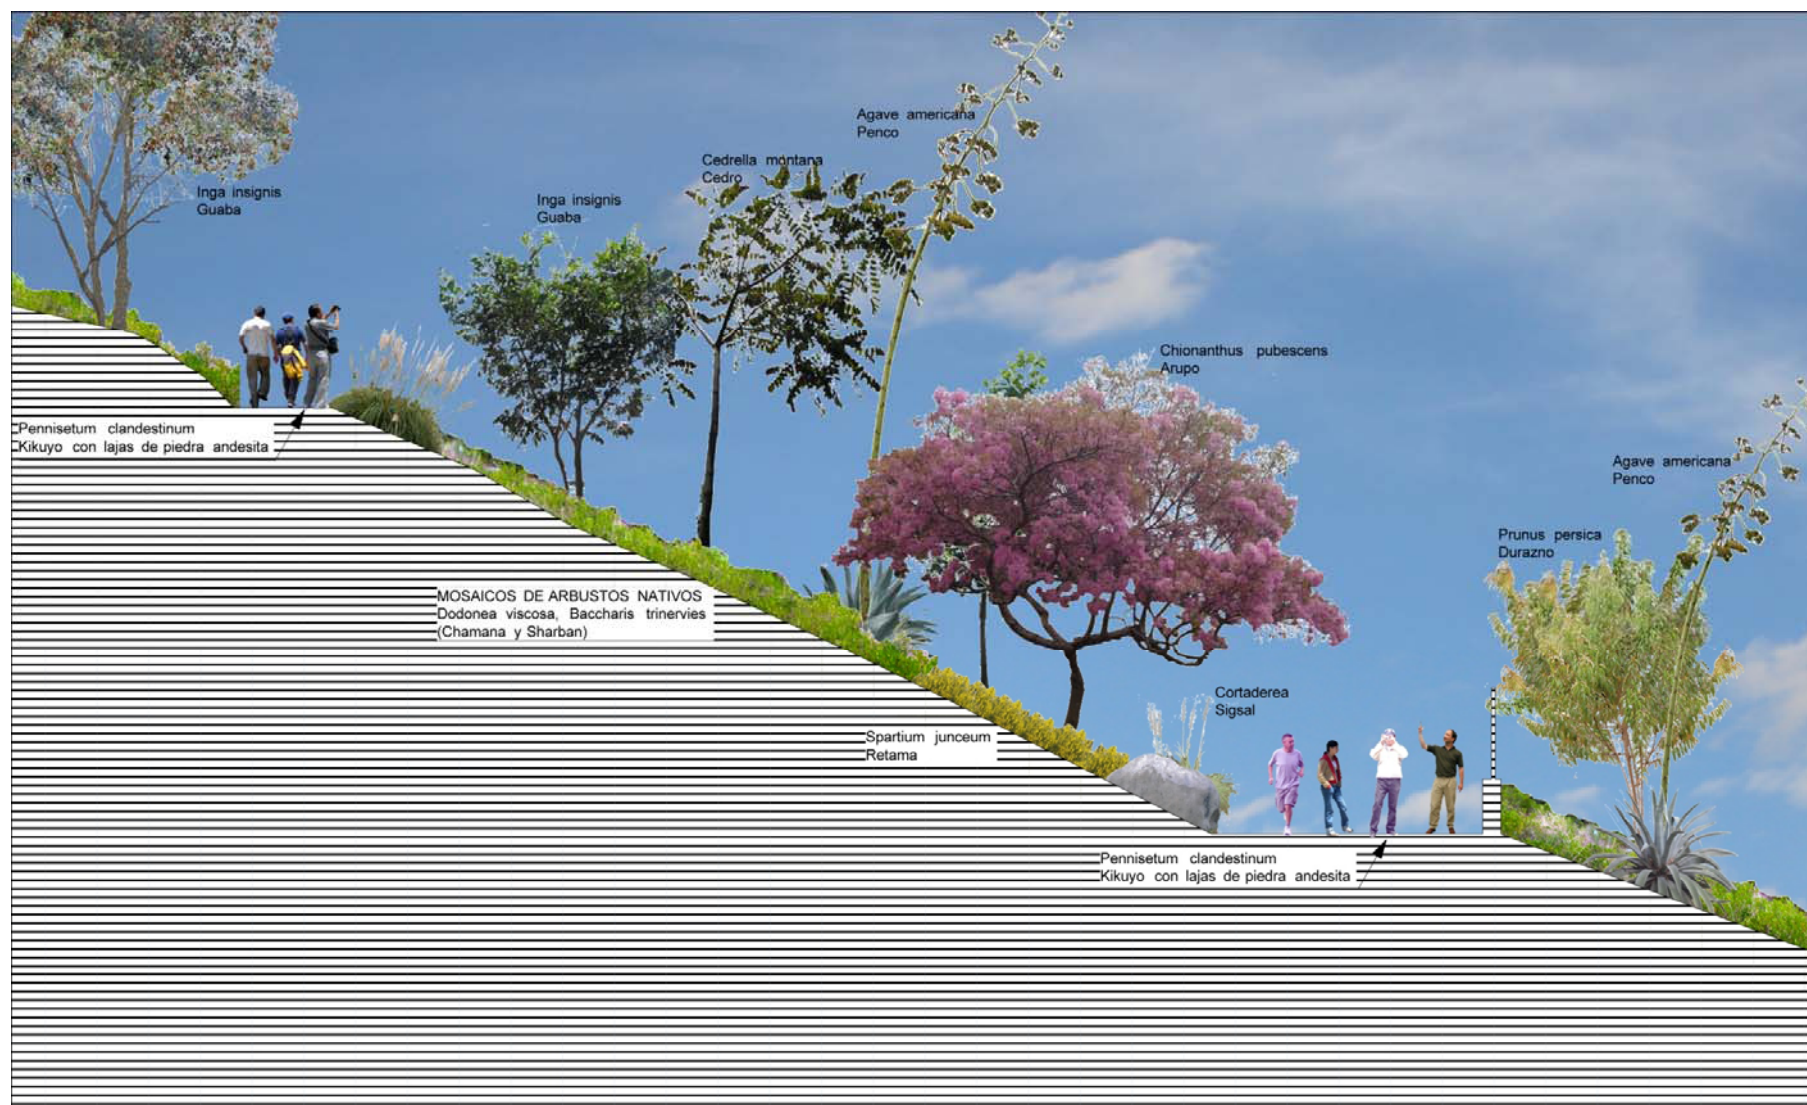 Agave americana
Penco
Cedrella montana
Cedro
Inga insignis
Guaba
Inga insignis
Guaba
Chionanthus pubescens
Arupo
Pennisetum clandestinum
Kikuyo con lajas de piedra andesita
Agave americana
Penco
Prunus persica
Durazno
MOSAICOS DE ARBUSTOS NATIVOS
Dodonea viscosa, Baccharis trinervies
(Chamana y Sharban)
Cortaderea
Sigsal
Spartium junceum
Retama
Pennisetum clandestinum
Kikuyo con lajas de piedra andesita